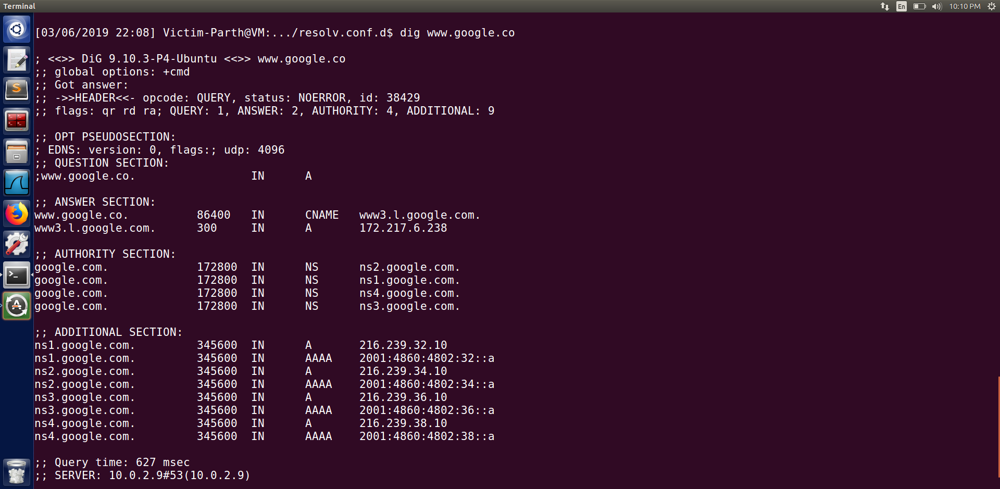 Terminal En 10:10 PM
[03/06/2019 22:08] Victim-Parth@VM:.../resolv.conf.d$ dig www.google.co
; <<>> DiG 9.10.3-P4-Ubuntu <<>> www.google.co
;; global options: +cmd
;; Got answer:
;; ->>HEADER<<- opcode: QUERY, status: NOERROR, id: 38429
;; flags: qr rd ra; QUERY: 1, ANSWER: 2, AUTHORITY: 4, ADDITIONAL: 9
;; OPT PSEUDOSECTION:
; EDNS: version: 0, flags:; udp: 4096
;; QUESTION SECTION:
;www.google.co. IN A
;; ANSWER SECTION:
www.google.co. 86400 IN CNAME www3.l.google.com.
www3.l.google.com. 300 IN A 172.217.6.238
;; AUTHORITY SECTION:
google.com. 172800 IN NS ns2.google.com.
google.com. 172800 IN NS ns1.google.com.
google.com. 172800 IN NS ns4.google.com.
google.com. 172800 IN NS ns3.google.com.
;; ADDITIONAL SECTION:
ns1.google.com. 345600 IN A 216.239.32.10
ns1.google.com. 345600 IN AAAA 2001:4860:4802:32::a
ns2.google.com. 345600 IN A 216.239.34.10
ns2.google.com. 345600 IN AAAA 2001:4860:4802:34::a
ns3.google.com. 345600 IN A 216.239.36.10
ns3.google.com. 345600 IN AAAA 2001:4860:4802:36::a
ns4.google.com. 345600 IN A 216.239.38.10
ns4.google.com. 345600 IN AAAA 2001:4860:4802:38::a
;; Query time: 627 msec
;; SERVER: 10.0.2.9#53(10.0.2.9)